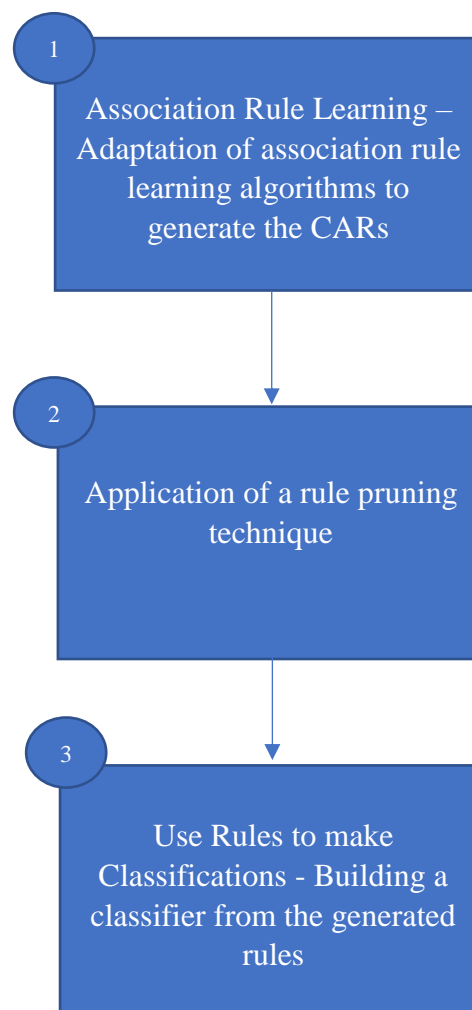 1
Association Rule Learning –
Adaptation of association rule
learning algorithms to
generate the CARs
2
Application of a rule pruning
technique
3
Use Rules to make
Classifications - Building a
classifier from the generated
rules